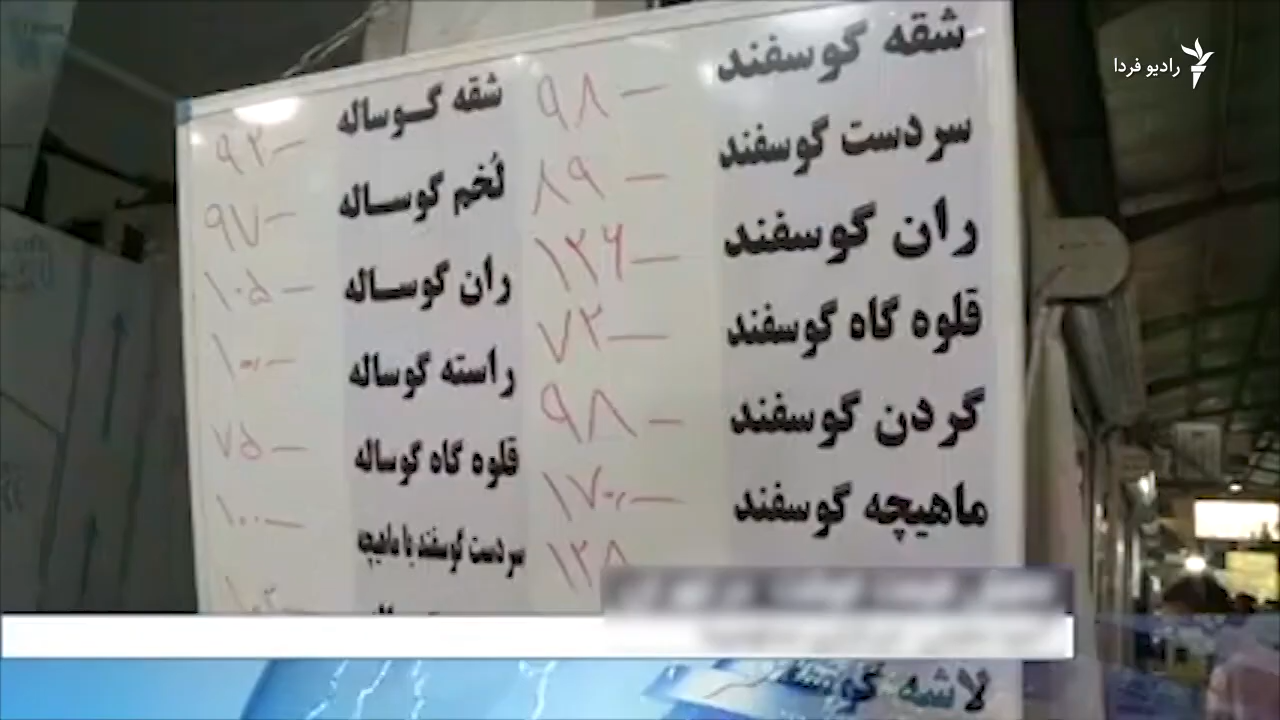 رادیو فردا
شقه گوسفند ۹۸ —
سردست گوسفند ۸۹ —
ران گوسفند ۱۲۶ —
قلوه گاه گوسفند ۷۲ —
گردن گوسفند ۹۸ —
ماهیچه گوسفند ۱۷۰ —
۱۲۸
لاشه
شقه گوساله ۹۲ —
لُخم گوساله ۹۷ —
ران گوساله ۱۰۵ —
راسته گوساله ۱۰۰ —
قلوه گاه گوساله ۷۵ —
سردست گوسفند با ماهیچه ۱۰۰ —